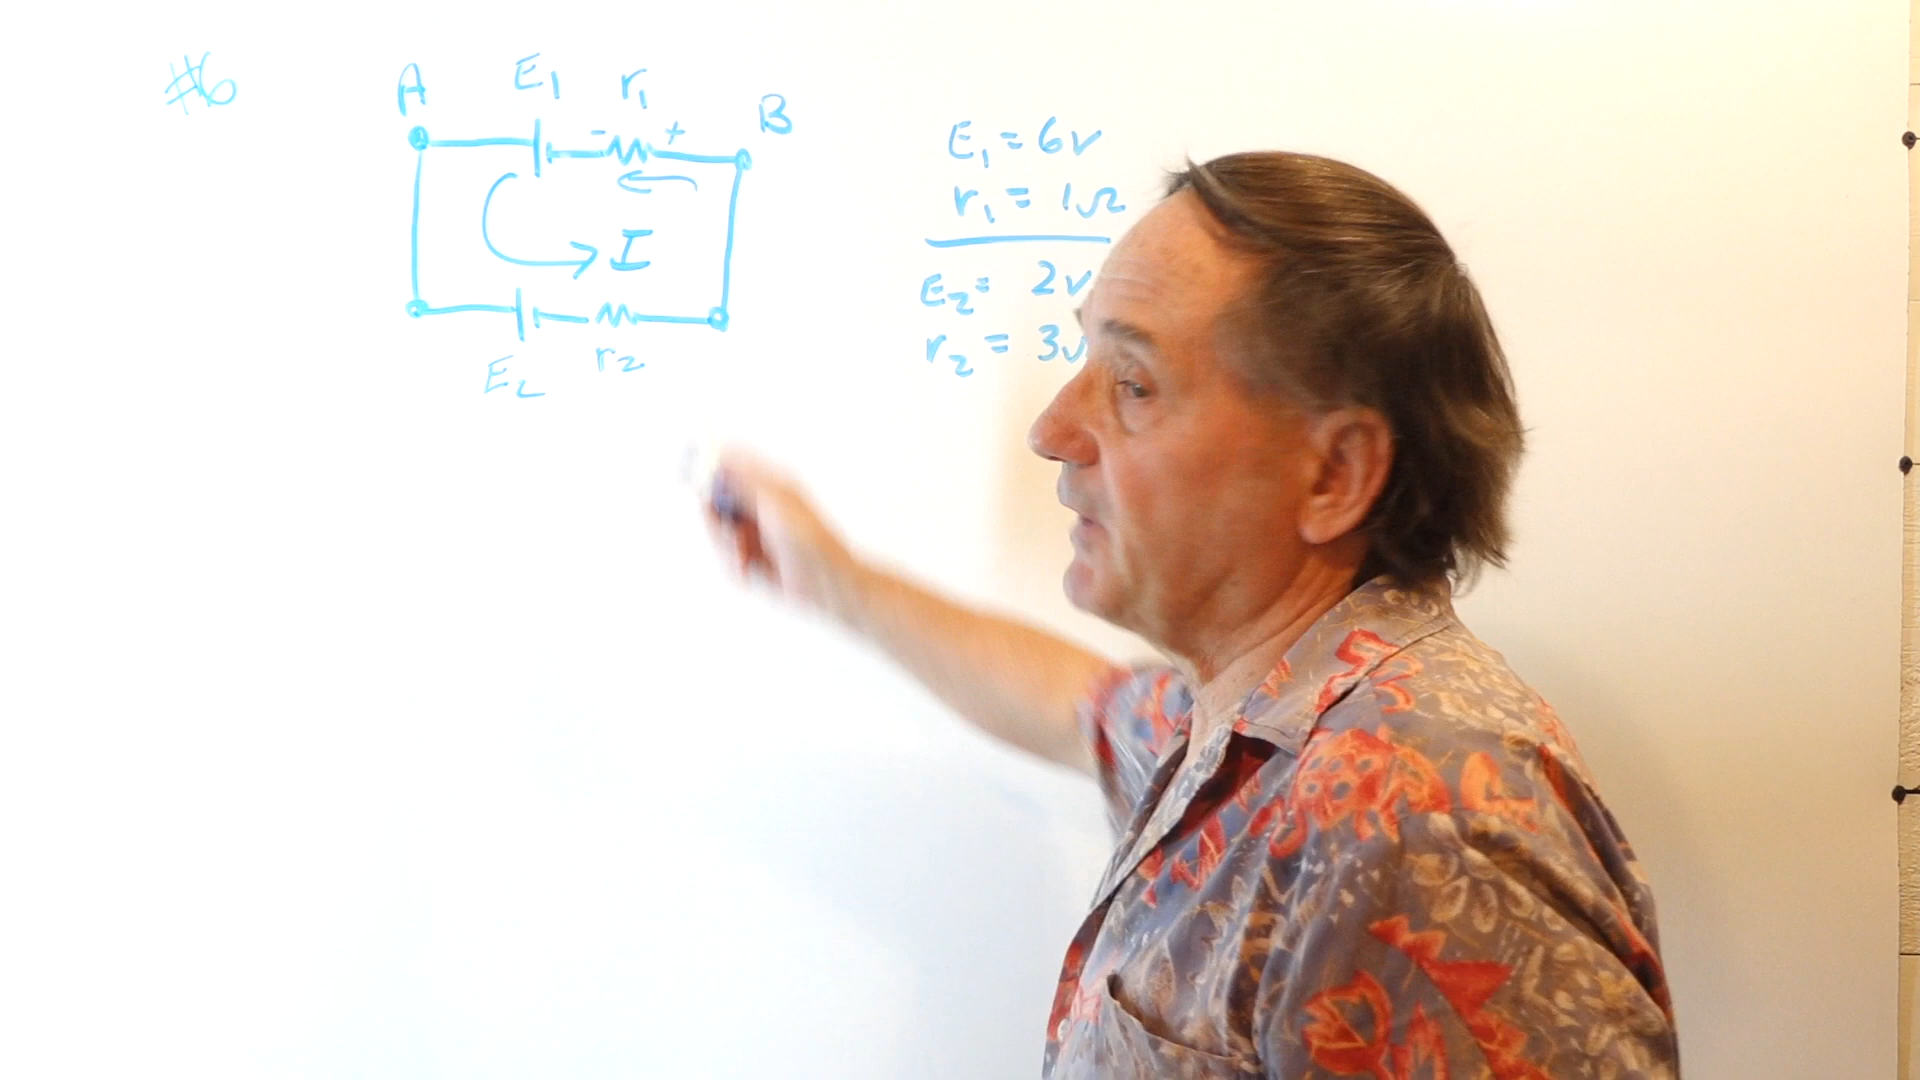 #6
A E1 r1 B
- +
I
E2 r2
E1 = 6v
r1 = 1Ω
E2 = 2v
r2 = 3